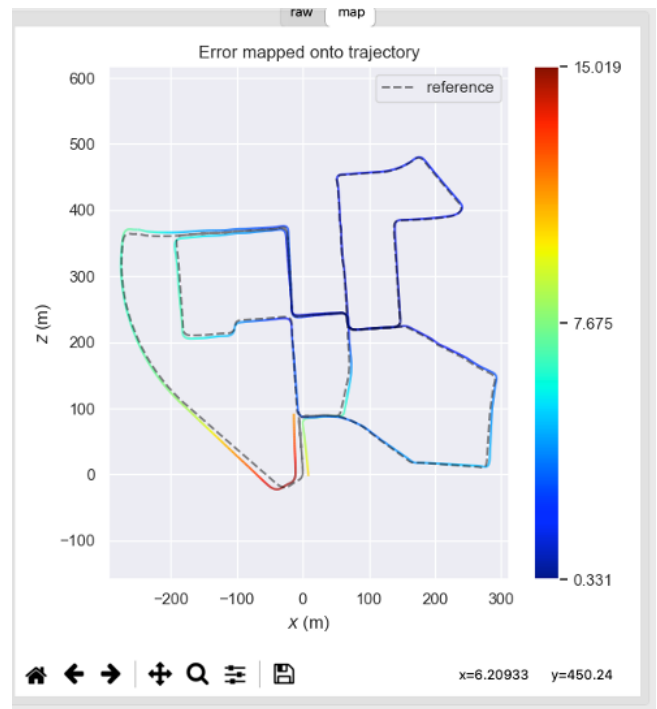 raw map
Error mapped onto trajectory
reference
15.019
7.675
0.331
600
500
400
300
200
100
0
−100
z (m)
−200 −100 0 100 200 300
x (m)
x=6.20933 y=450.24